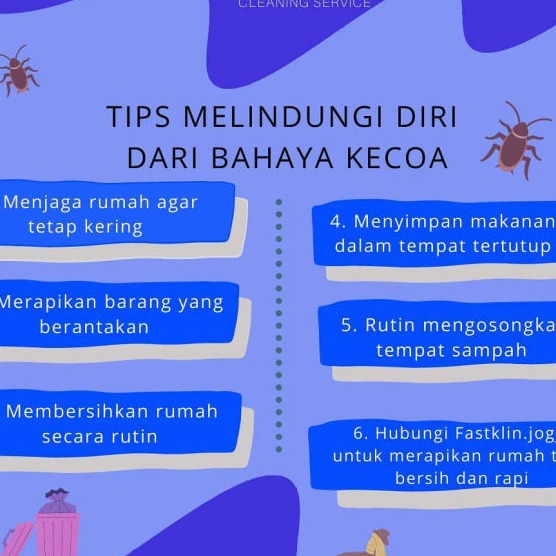 CLEANING SERVICE
TIPS MELINDUNGI DIRI
DARI BAHAYA KECOA
Menjaga rumah agar
tetap kering
Merapikan barang yang
berantakan
Membersihkan rumah
secara rutin
4. Menyimpan makanan
dalam tempat tertutup
5. Rutin mengosongka
tempat sampah
6. Hubungi Fastklin.jog
untuk merapikan rumah t
bersih dan rapi